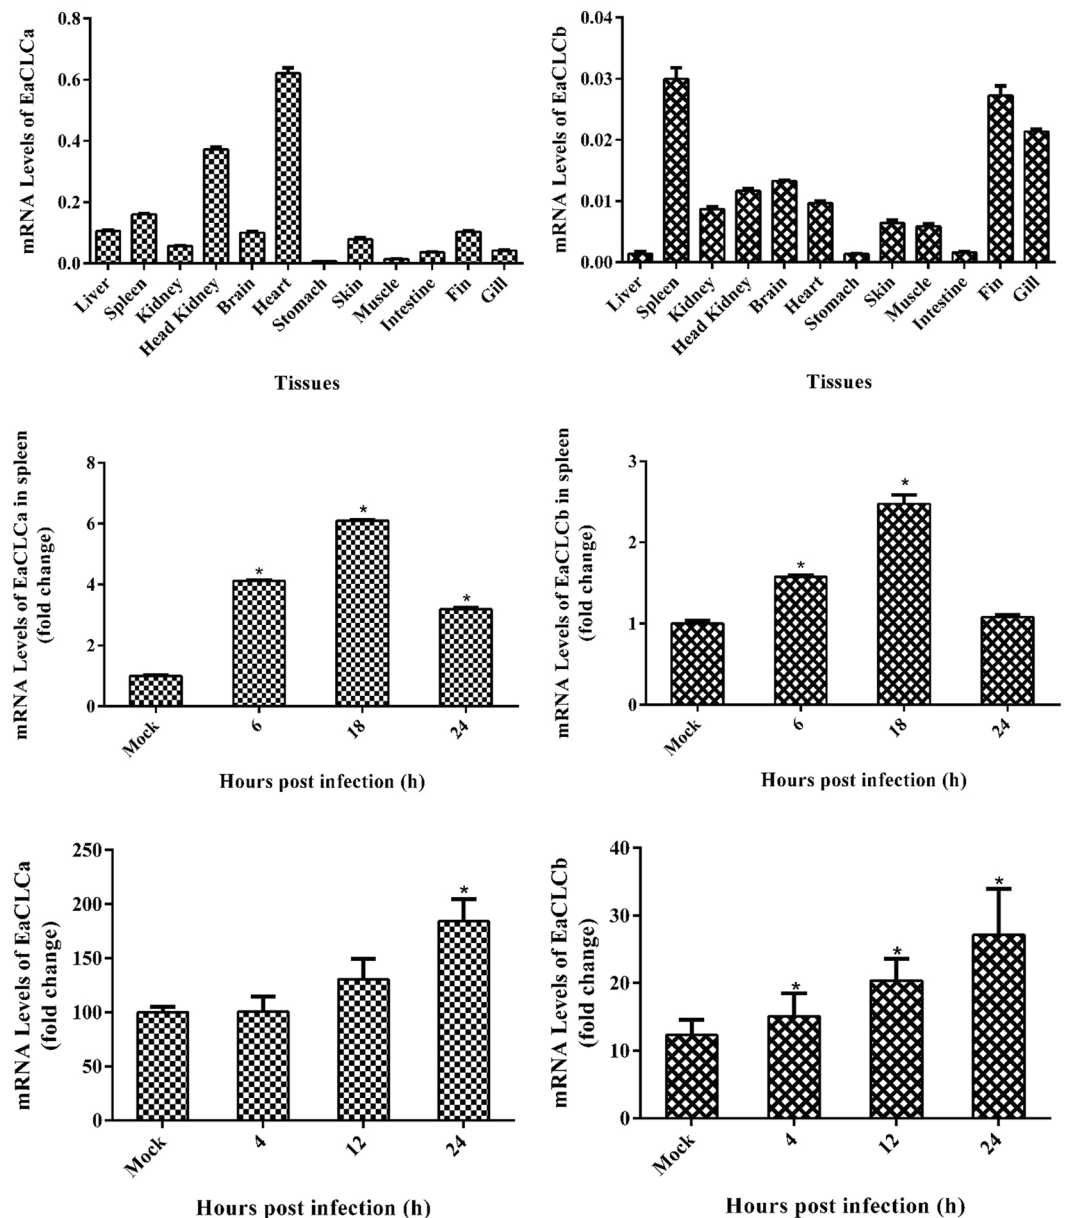 mRNA Levels of EaCLCa
0.8
0.6
0.4
0.2
0.0
Liver
Spleen
Kidney
Head Kidney
Brain
Heart
Stomach
Skin
Muscle
Intestine
Fin
Gill
Tissues
mRNA Levels of EaCLCb
0.04
0.03
0.02
0.01
0.00
Liver
Spleen
Kidney
Head Kidney
Brain
Heart
Stomach
Skin
Muscle
Intestine
Fin
Gill
Tissues
mRNA Levels of EaCLCa in spleen
(fold change)
8
6
4
2
0
*
*
*
Mock
6
18
24
Hours post infection (h)
mRNA Levels of EaCLCb in spleen
(fold change)
3
2
1
0
*
*
Mock
6
18
24
Hours post infection (h)
mRNA Levels of EaCLCa
(fold change)
250
200
150
100
50
0
*
Mock
4
12
24
Hours post infection (h)
mRNA Levels of EaCLCb
(fold change)
40
30
20
10
0
*
*
*
Mock
4
12
24
Hours post infection (h)